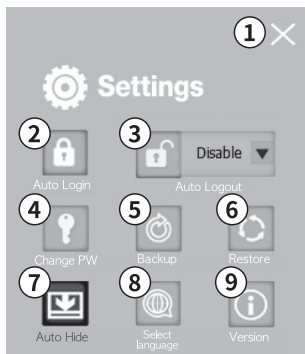 1
Settings
2
3
Disable
Auto Login
Auto Logout
4
5
6
Change PW
Backup
Restore
7
8
9
Auto Hide
Select
language
Version